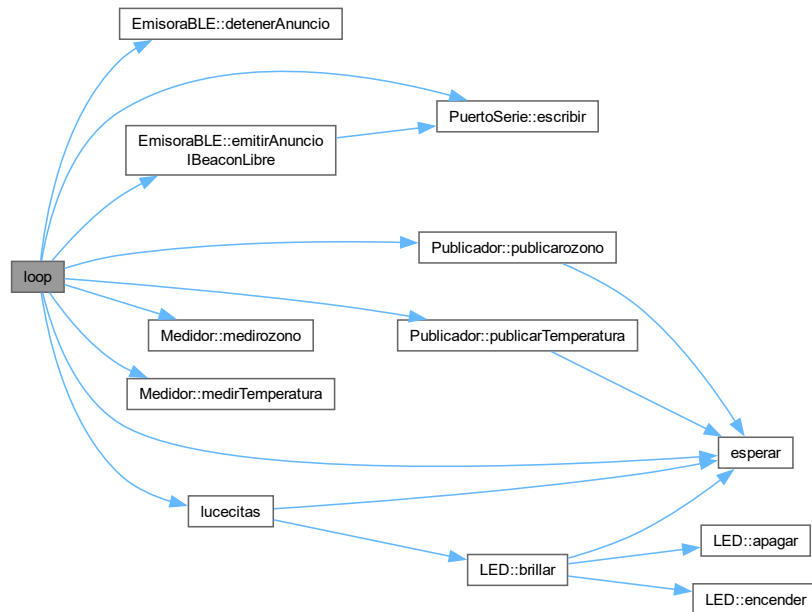 EmisoraBLE::detenerAnuncio
PuertoSerie::escribir
EmisoraBLE::emitirAnuncio
IBeaconLibre
Publicador::publicarozono
loop
Medidor::medirozono
Publicador::publicarTemperatura
Medidor::medirTemperatura
esperar
lucecitas
LED::apagar
LED::brillar
LED::encender